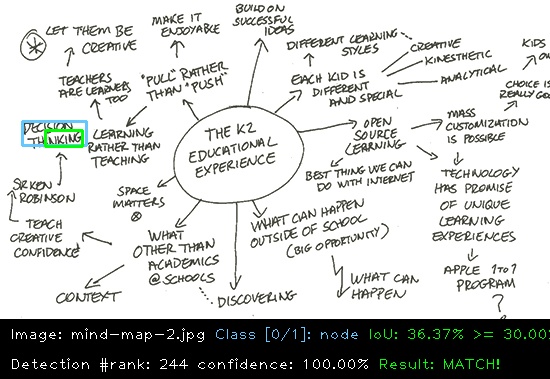 LET THEM BE
CREATIVE
MAKE IT
ENJOYABLE
BUILD ON
SUCCESSFUL
IDEAS
DIFFERENT LEARNING
STYLES
CREATIVE
KINESTHETIC
ANALYTICAL
KIDS
TEACHERS
ARE LEARNERS
TOO
"PULL" RATHER
THAN "PUSH"
EACH KID IS
DIFFERENT
AND SPECIAL
CHOICE IS
REALLY
DECISION
THINKING
LEARNING
RATHER THAN
TEACHING
THE K2
EDUCATIONAL
EXPERIENCE
OPEN
SOURCE
LEARNING
MASS
CUSTOMIZATION
IS POSSIBLE
BEST THING WE CAN
DO WITH INTERNET
SIR KEN
ROBINSON
SPACE
MATTERS
TECHNOLOGY
HAS PROMISE
OF UNIQUE
LEARNING
EXPERIENCES
TEACH
CREATIVE
CONFIDENCE
WHAT
OTHER THAN
ACADEMICS
@ SCHOOLS
WHAT CAN HAPPEN
OUTSIDE OF SCHOOL
(BIG OPPORTUNITY)
APPLE 1 TO 1
PROGRAM
?
CONTEXT
DISCOVERING
WHAT CAN
HAPPEN
Image: mind-map-2.jpg Class [0/1]: node IoU: 36.37% >= 30.00
Detection #rank: 244 confidence: 100.00% Result: MATCH!